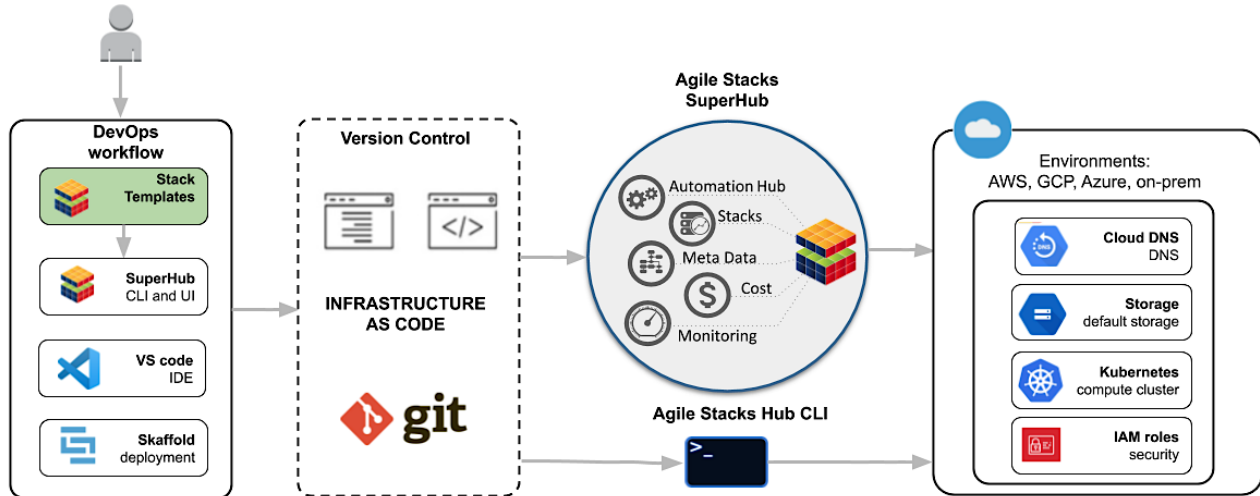 DevOps
workflow
Stack
Templates
SuperHub
CLI and UI
VS code
IDE
Skaffold
deployment
Version Control
</>
INFRASTRUCTURE
AS CODE
git
Agile Stacks
SuperHub
Automation Hub
Stacks
Meta Data
$
Cost
Monitoring
Agile Stacks Hub CLI
>_
Environments:
AWS, GCP, Azure, on-prem
DNS
Cloud DNS
DNS
Storage
default storage
Kubernetes
compute cluster
IAM roles
security